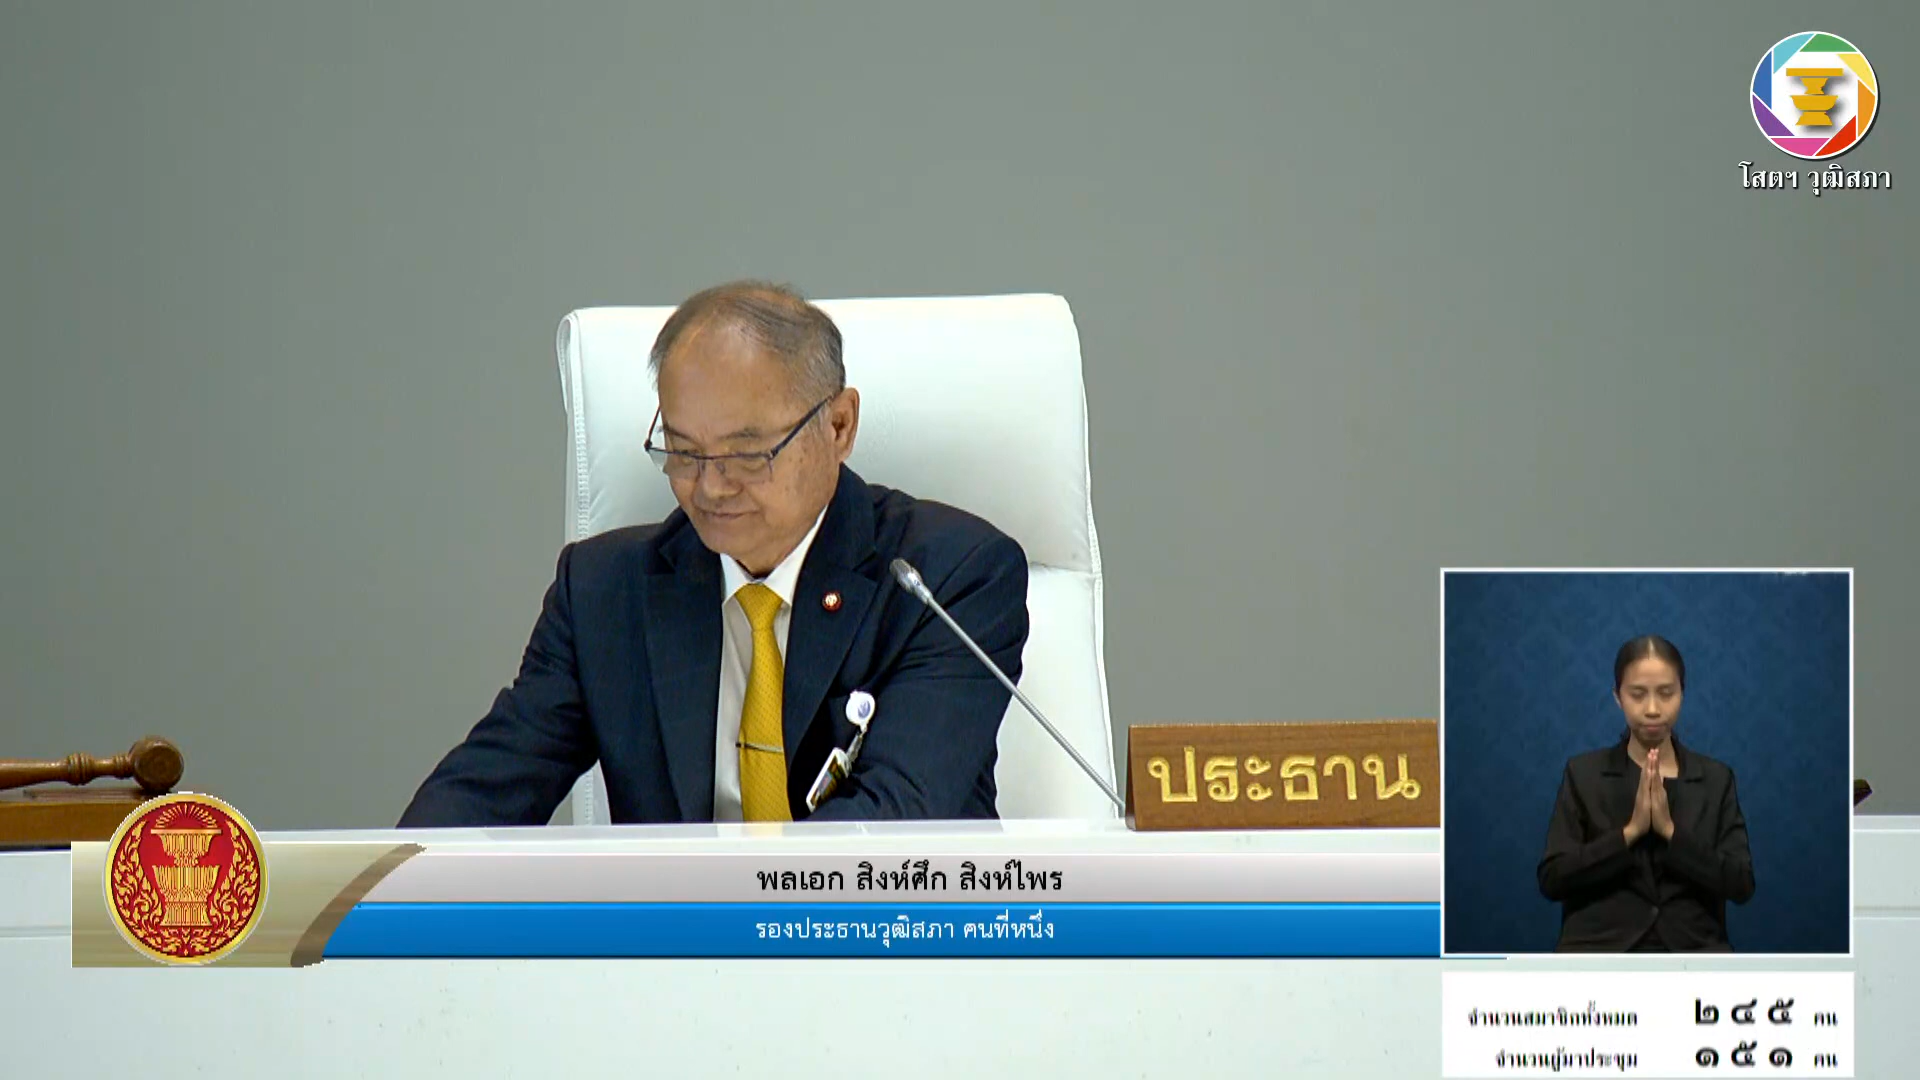 โสตฯ วุฒิสภา
ประธาน
พลเอก สิงห์ศึก สิงห์ไพร
รองประธานวุฒิสภา คนที่หนึ่ง
จำนวนสมาชิกทั้งหมด ๒๔๕ คน
จำนวนผู้มาประชุม ๑๕๑ คน